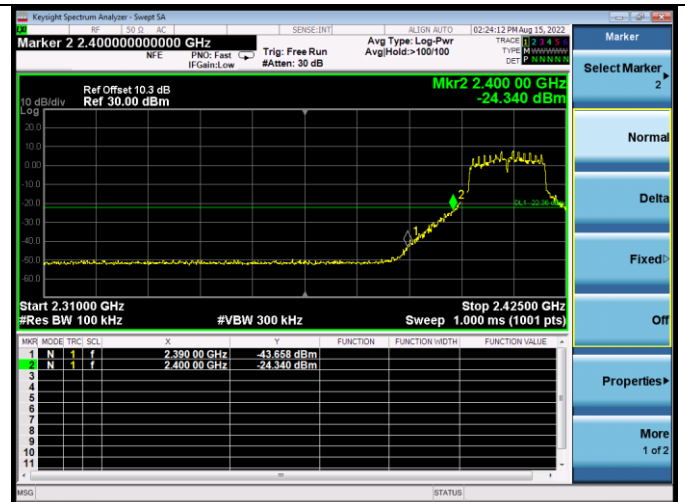 Keysight Spectrum Analyzer - Swept SA
RF 50 Ω AC SENSE:INT ALIGN AUTO 02:24:12 PM Aug 15, 2022
Marker 2 2.400000000000 GHz
NFE PNO: Fast IFGain:Low
Trig: Free Run #Atten: 30 dB
Avg Type: Log-Pwr Avg|Hold:>100/100
TRACE 1 2 3 4 5 6
TYPE M
DET P N N N N N
Marker
Select Marker
2
Normal
Delta
Fixed
Off
Properties
More
1 of 2
Ref Offset 10.3 dB
10 dB/div Ref 30.00 dBm
Log
Mkr2 2.400 00 GHz
-24.340 dBm
20.0
10.0
0.00
-10.0
-20.0
-30.0
-40.0
-50.0
-60.0
1
2
Start 2.31000 GHz Stop 2.42500 GHz
#Res BW 100 kHz #VBW 300 kHz Sweep 1.000 ms (1001 pts)
MKR MODE TRC SCL X Y FUNCTION FUNCTION WIDTH FUNCTION VALUE
1 N 1 f 2.390 00 GHz -43.658 dBm
2 N 1 f 2.400 00 GHz -24.340 dBm
3
4
5
6
7
8
9
10
11
MSG STATUS